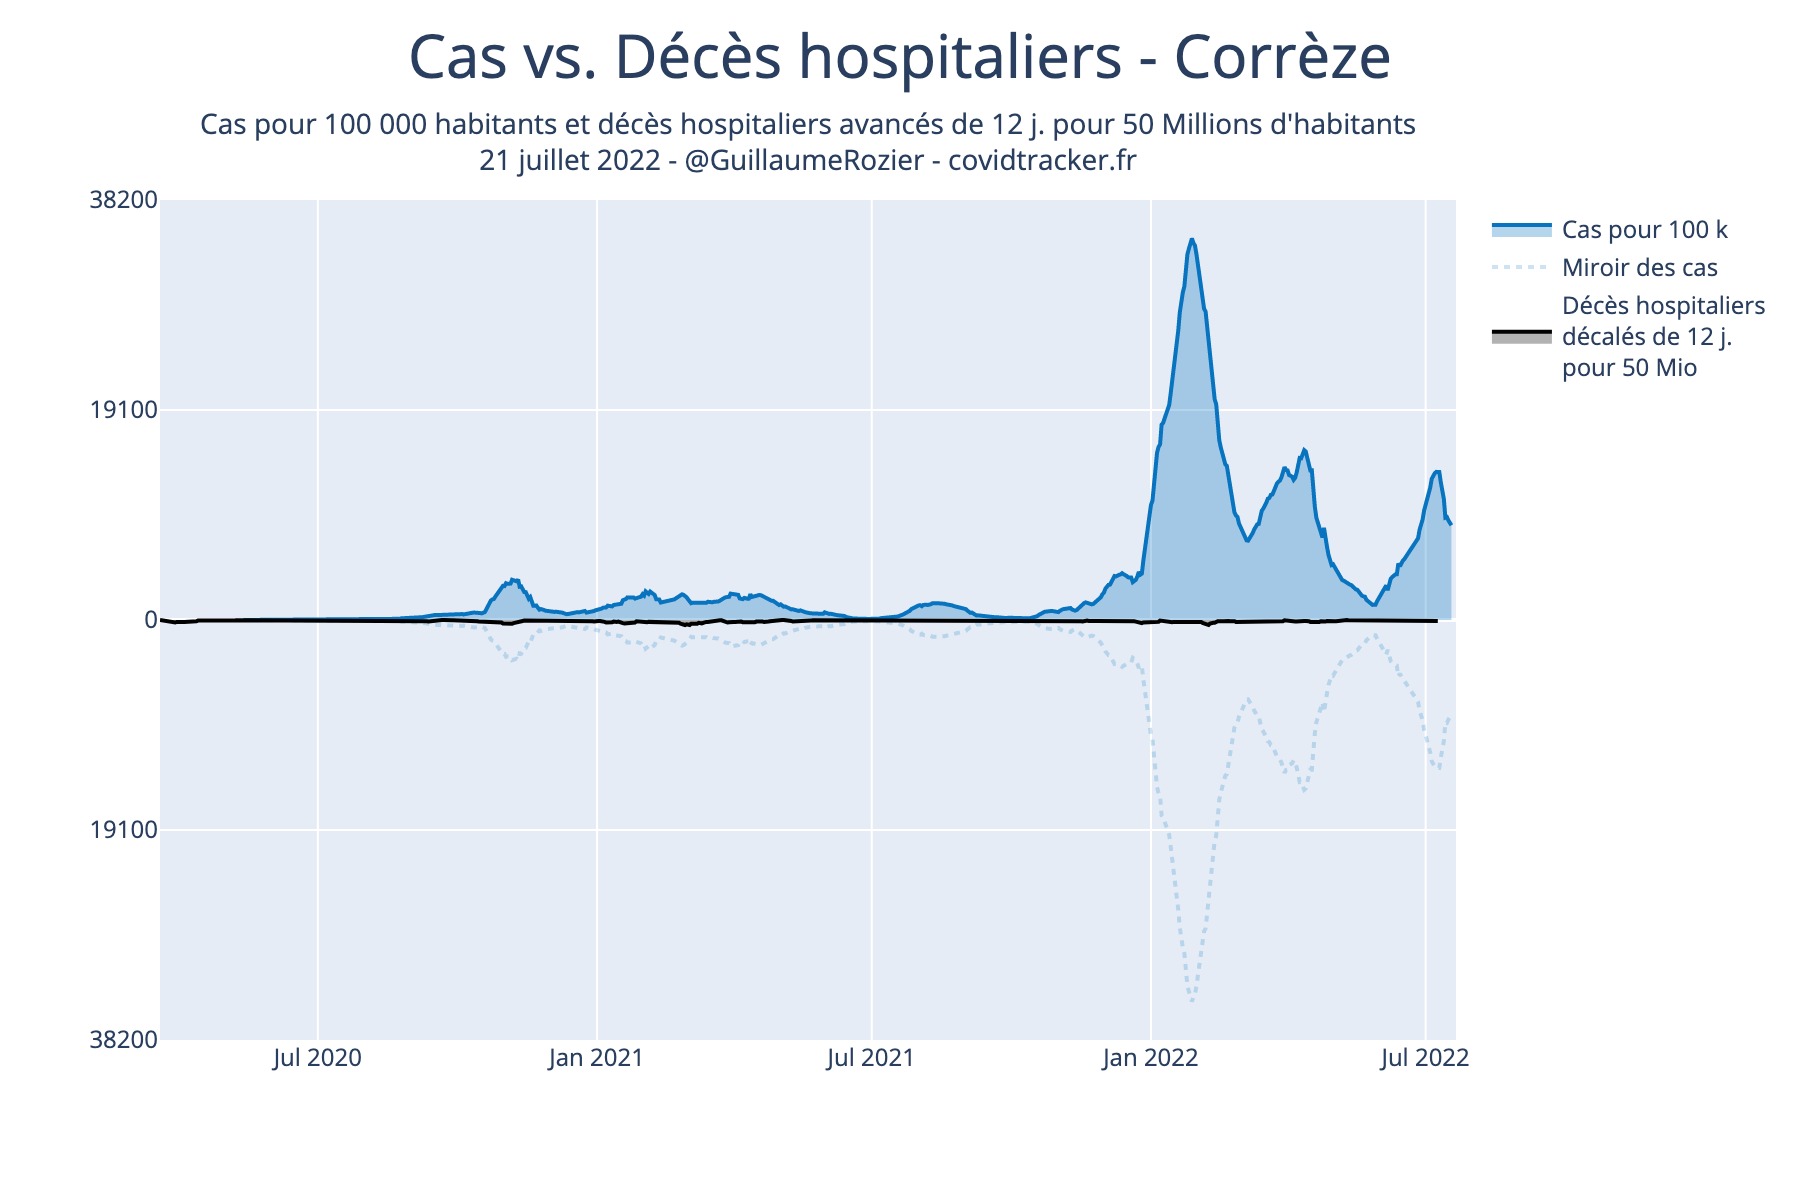 Cas vs. Décès hospitaliers - Corrèze
Cas pour 100 000 habitants et décès hospitaliers avancés de 12 j. pour 50 Millions d'habitants
21 juillet 2022 - @GuillaumeRozier - covidtracker.fr
38200
19100
0
19100
38200
Jul 2020
Jan 2021
Jul 2021
Jan 2022
Jul 2022
Cas pour 100 k
Miroir des cas
Décès hospitaliers
décalés de 12 j.
pour 50 Mio